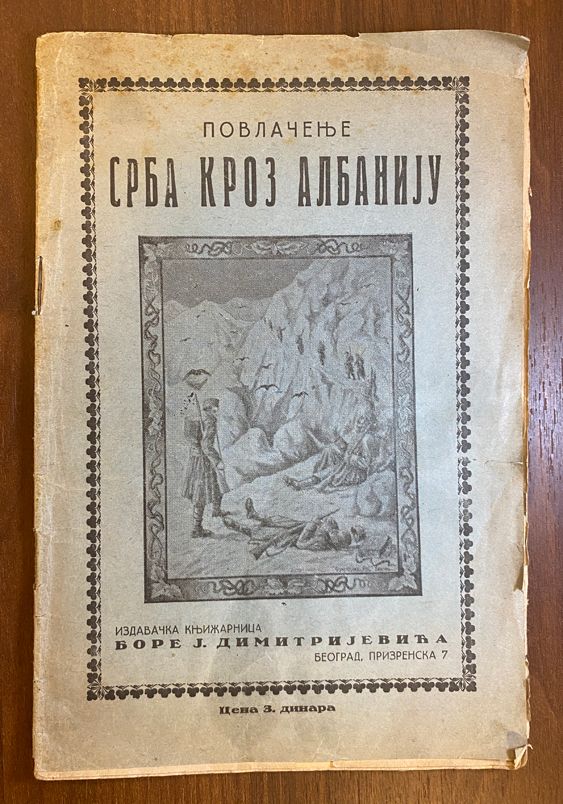 ПОВЛАЧЕЊЕ
СРБА КРОЗ АЛБАНИЈУ
ИЗДАВАЧКА КЊИЖАРНИЦА
БОРЕ Ј. ДИМИТРИЈЕВИЋА
БЕОГРАД, ПРИЗРЕНСКА 7
Цена 3. динара